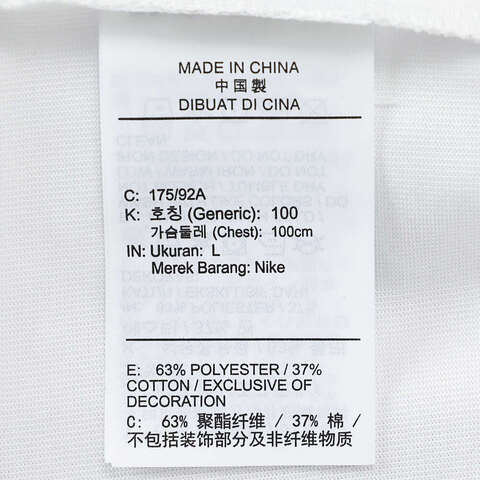 MADE IN CHINA
中国製
DIBUAT DI CINA
C: 175/92A
K: 호칭 (Generic): 100
가슴둘레 (Chest): 100cm
IN: Ukuran: L
Merek Barang: Nike
E: 63% POLYESTER / 37%
COTTON / EXCLUSIVE OF
DECORATION
C: 63% 聚酯纤维 / 37% 棉 /
不包括装饰部分及非纤维物质